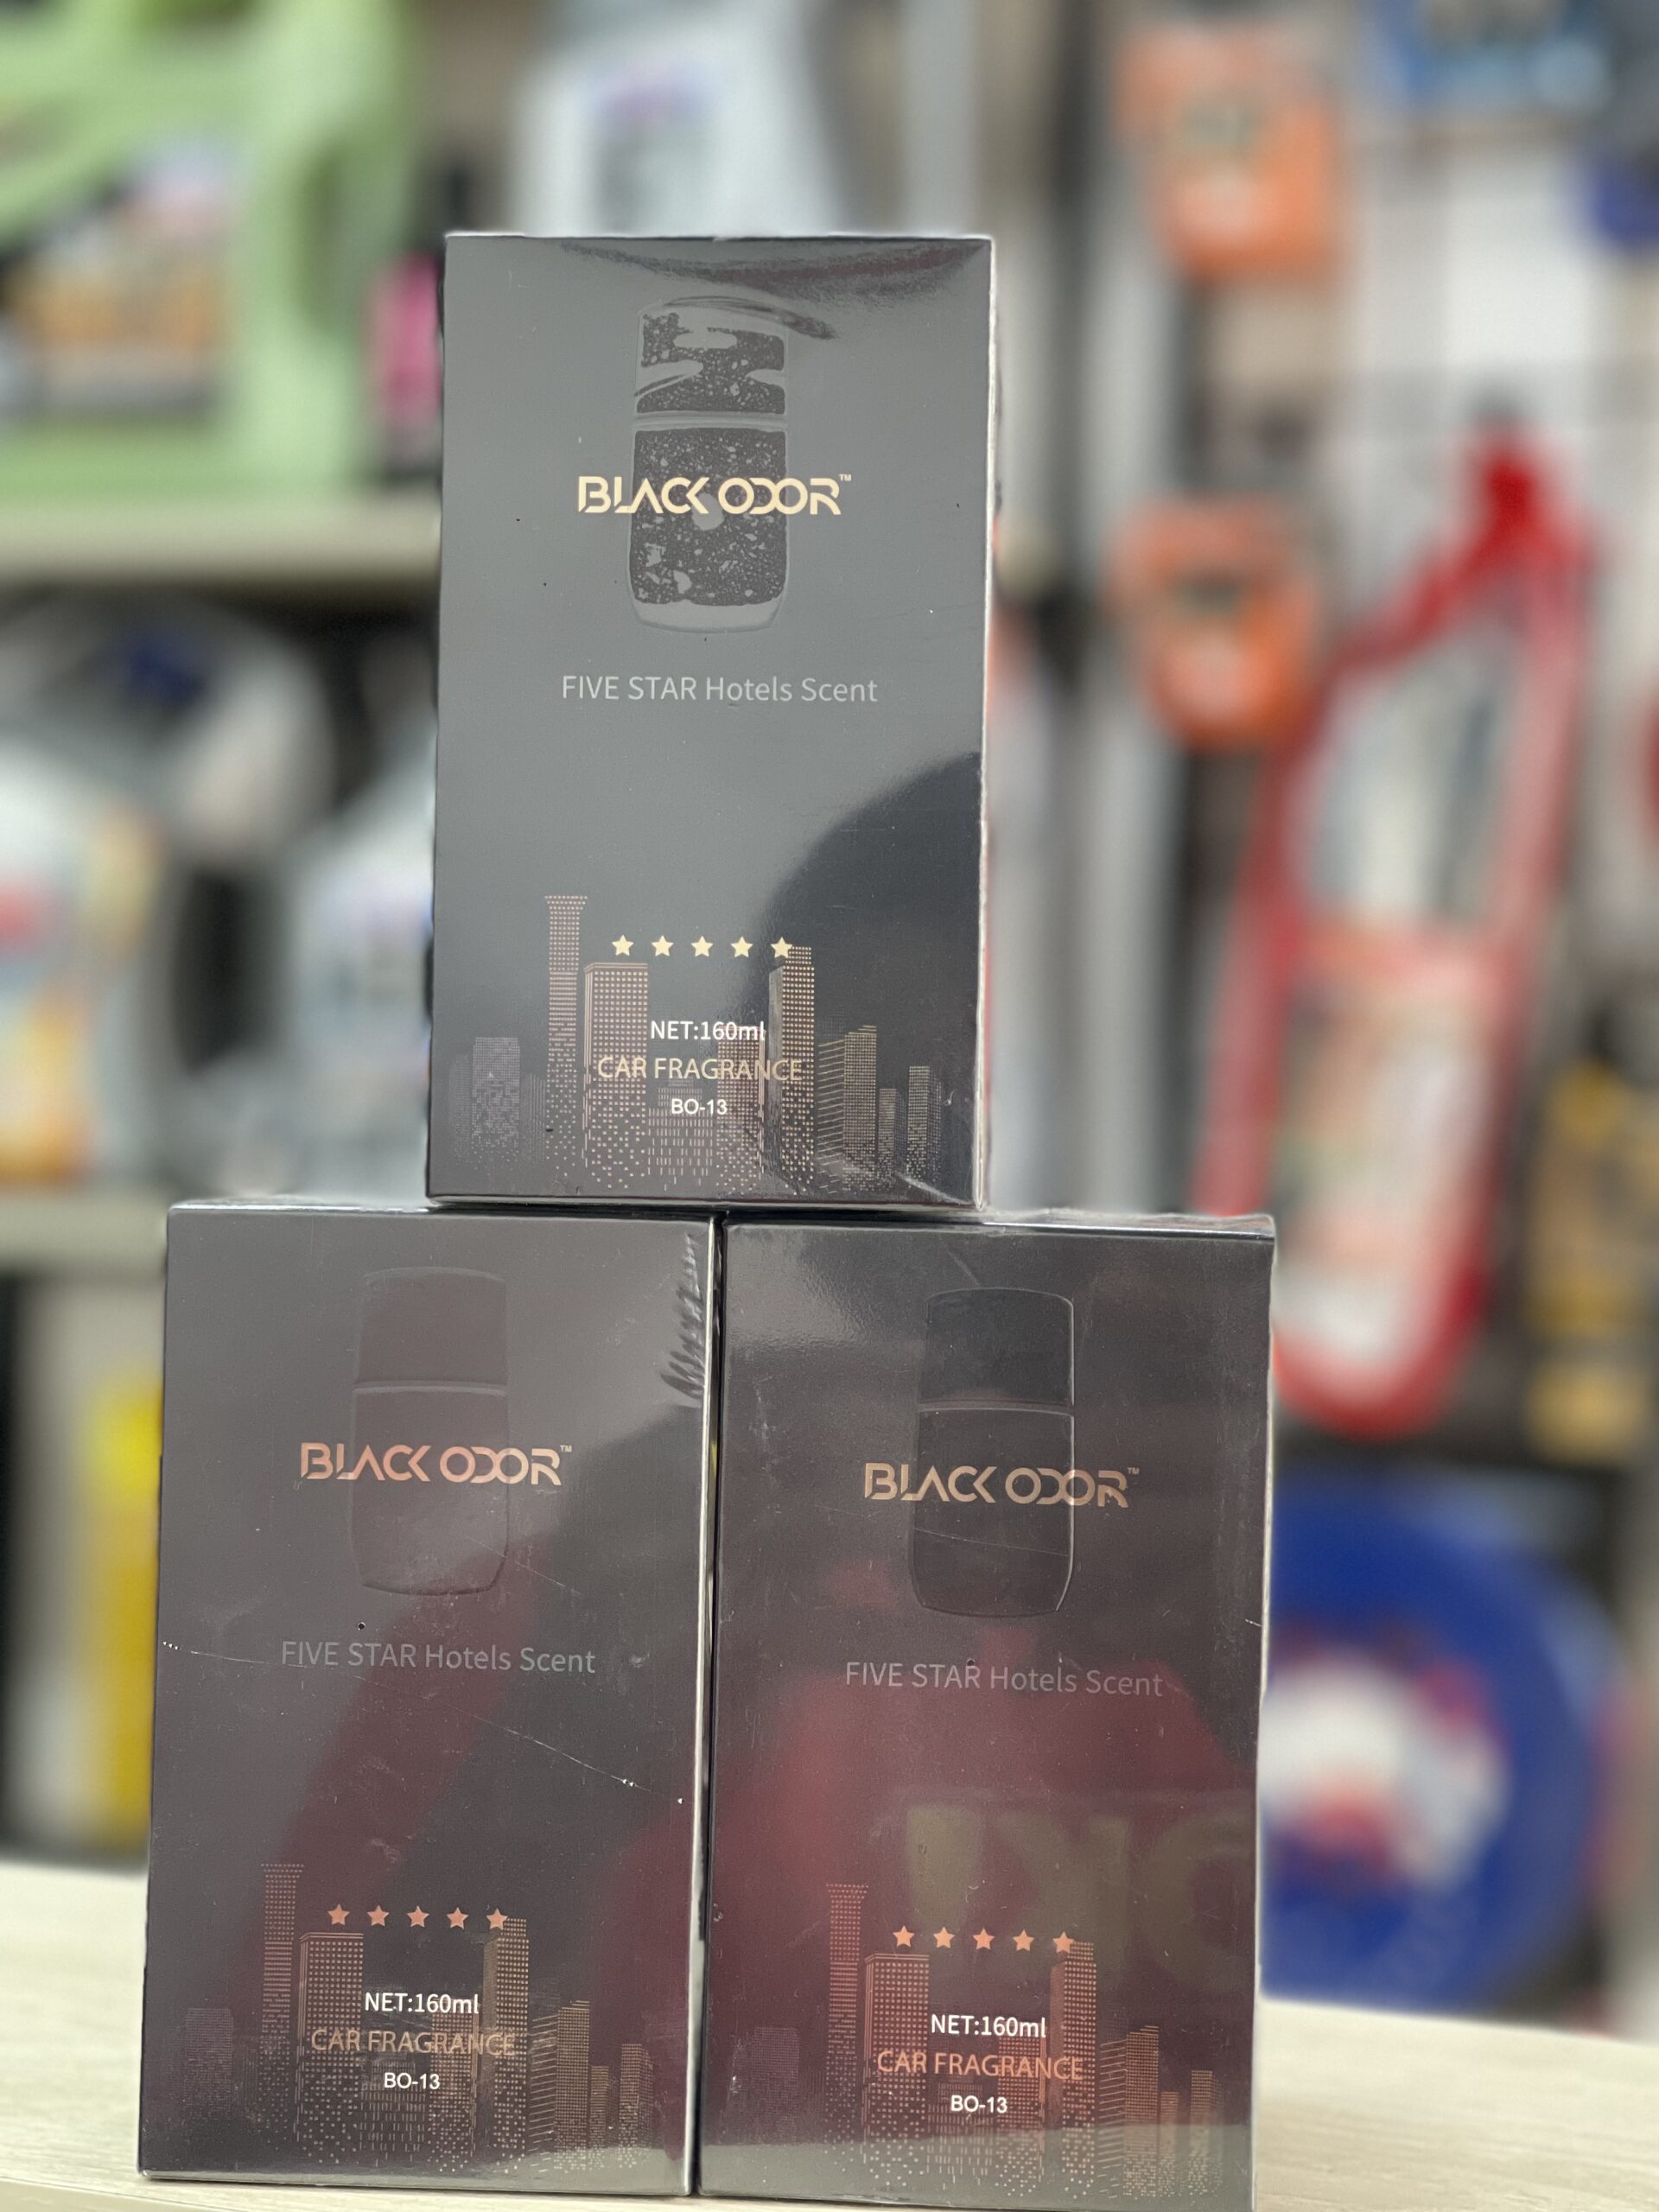 BLACK ODOR™
FIVE STAR Hotels Scent
NET:160ml
CAR FRAGRANCE
BO-13
BLACK ODOR™
FIVE STAR Hotels Scent
NET:160ml
CAR FRAGRANCE
BO-13
BLACK ODOR™
FIVE STAR Hotels Scent
NET:160ml
CAR FRAGRANCE
BO-13